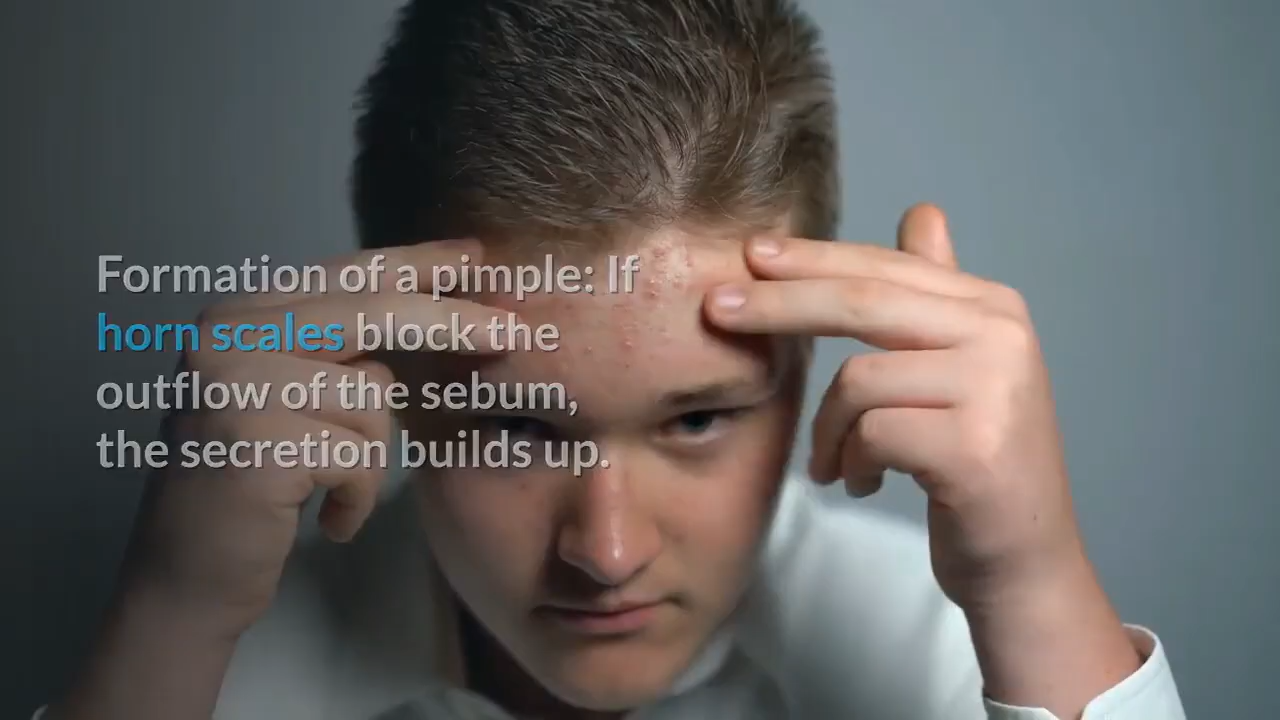 Formation of a pimple: If
horn scales block the
outflow of the sebum,
the secretion builds up.